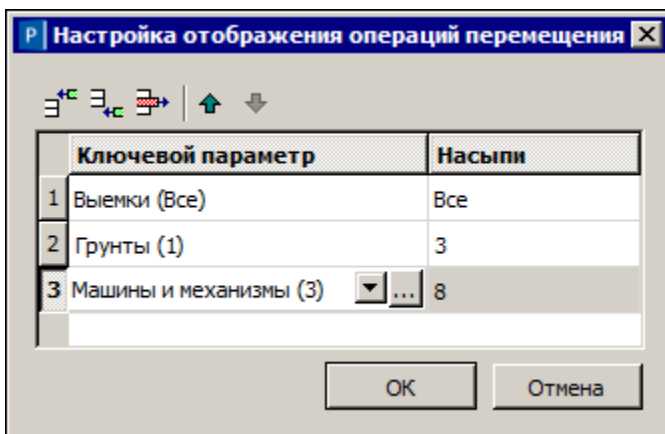 P Настройка отображения операций перемещения
Ключевой параметр Насыпи
1 Выемки (Все) Все
2 Грунты (1) 3
3 Машины и механизмы (3) ... 8
ОК Отмена